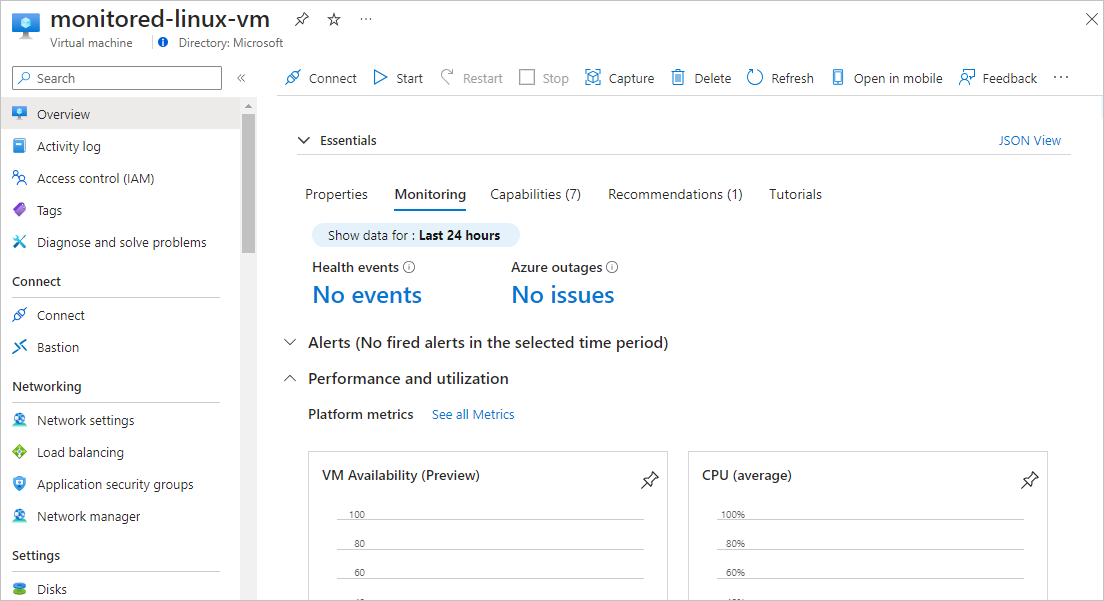 monitored-linux-vm
Virtual machine
Directory: Microsoft
Search
Connect
Start
Restart
Stop
Capture
Delete
Refresh
Open in mobile
Feedback
Overview
Activity log
Access control (IAM)
Tags
Diagnose and solve problems
Connect
Connect
Bastion
Networking
Network settings
Load balancing
Application security groups
Network manager
Settings
Disks
Essentials
JSON View
Properties
Monitoring
Capabilities (7)
Recommendations (1)
Tutorials
Show data for : Last 24 hours
Health events
Azure outages
No events
No issues
Alerts (No fired alerts in the selected time period)
Performance and utilization
Platform metrics
See all Metrics
VM Availability (Preview)
100
80
60
CPU (average)
100%
80%
60%